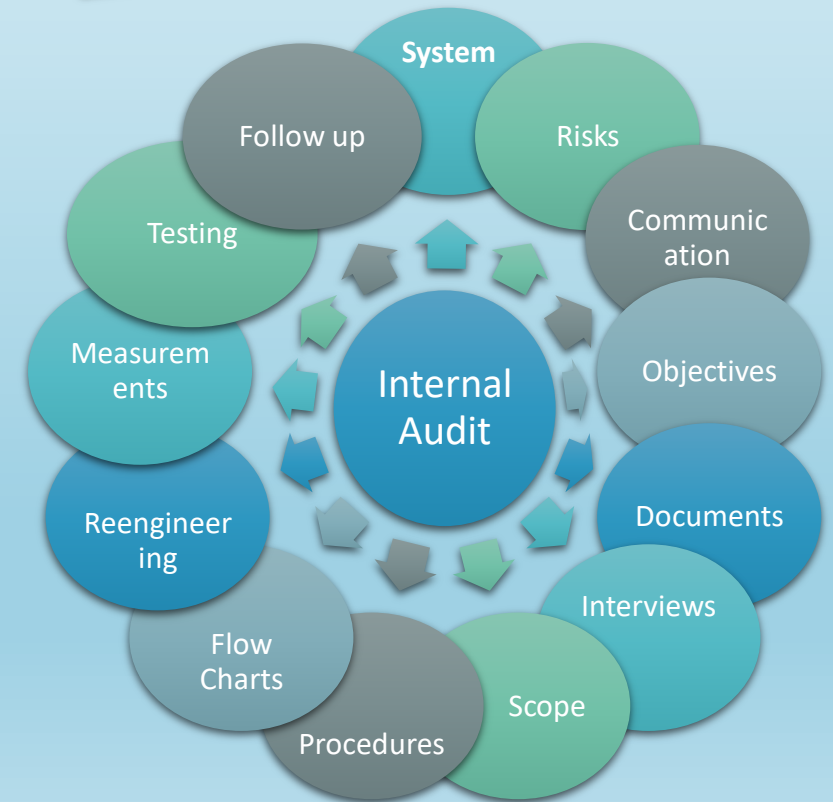 System
Risks
Communic
ation
Objectives
Documents
Interviews
Scope
Procedures
Flow
Charts
Reengineer
ing
Measurem
ents
Testing
Follow up
Internal
Audit